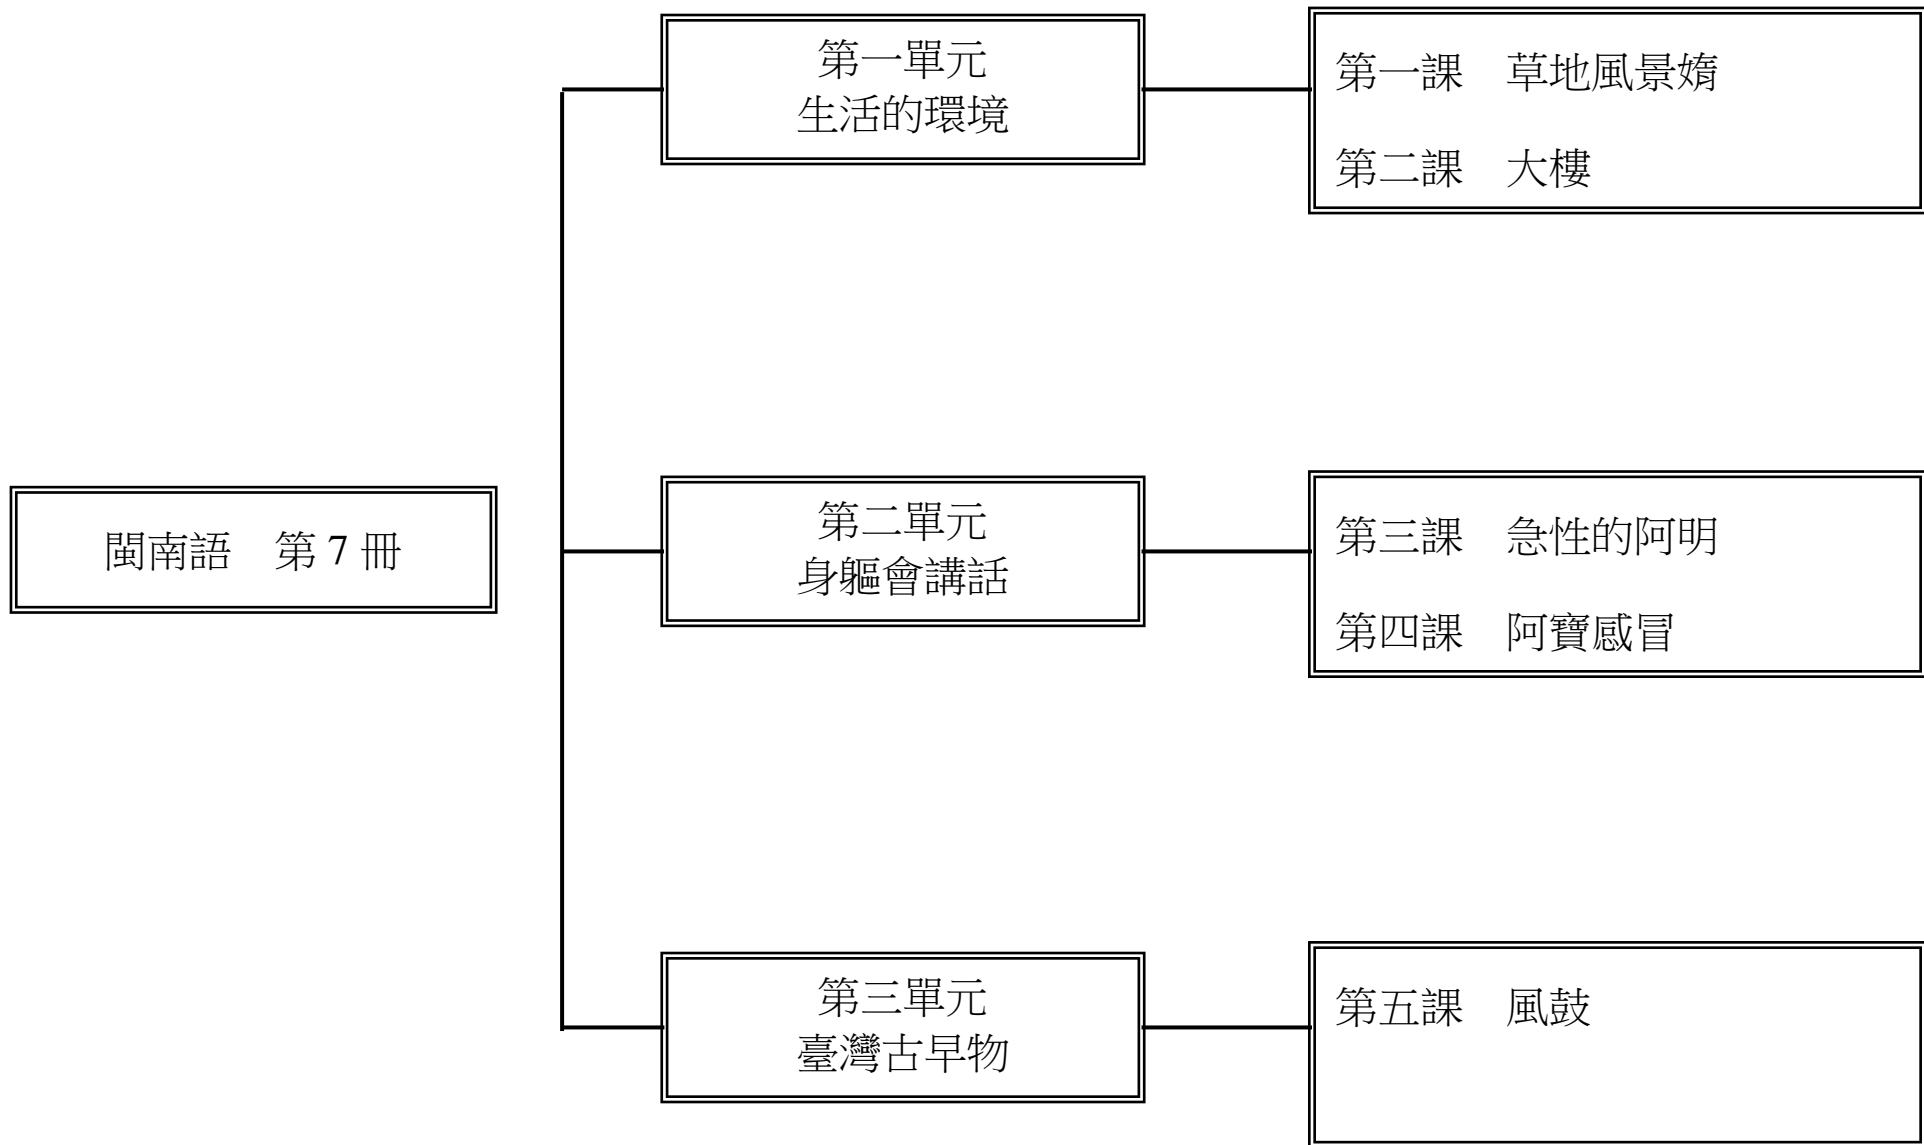 閩南語　第 7 冊
第一單元
生活的環境
第一課　草地風景媠
第二課　大樓
第二單元
身軀會講話
第三課　急性的阿明
第四課　阿寶感冒
第三單元
臺灣古早物
第五課　風鼓